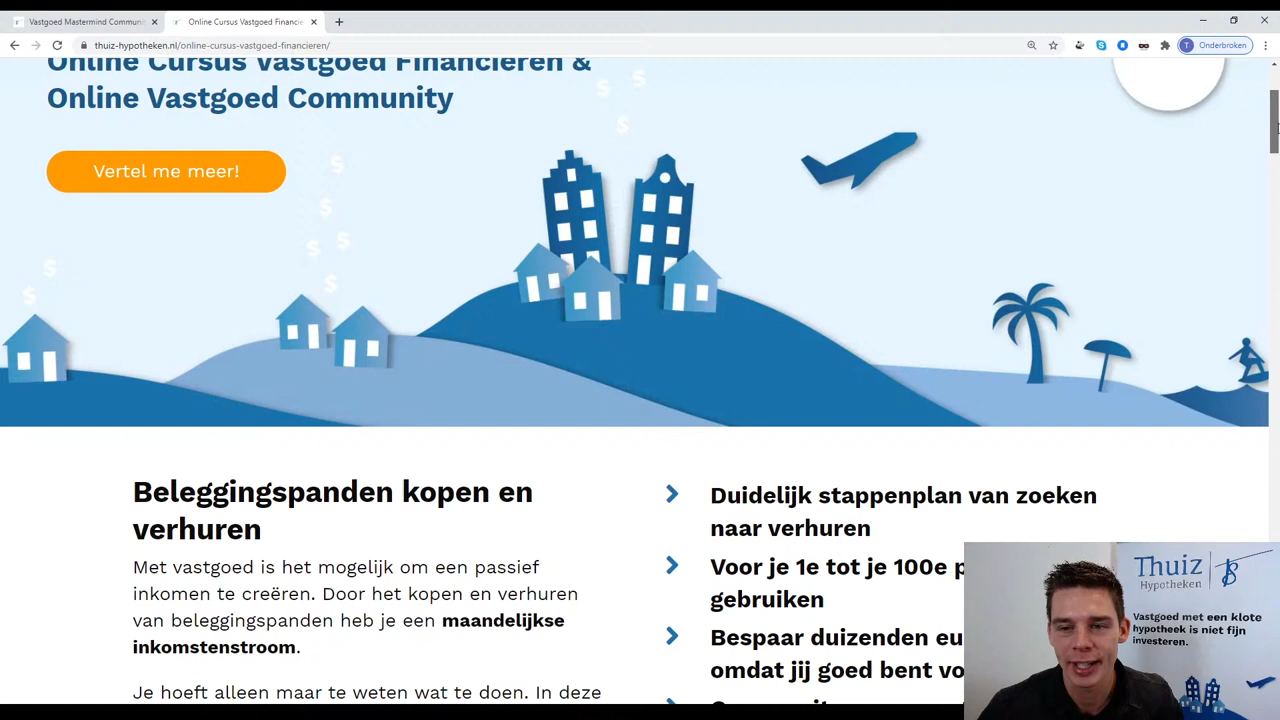 Vastgoed Mastermind Communi
Online Cursus Vastgoed Financie
thuiz-hypotheken.nl/online-cursus-vastgoed-financieren/
T Onderbroken
Online Cursus Vastgoed Financieren &
Online Vastgoed Community
Vertel me meer!
Beleggingspanden kopen en
verhuren
Met vastgoed is het mogelijk om een passief
inkomen te creëren. Door het kopen en verhuren
van beleggingspanden heb je een maandelijkse
inkomstenstroom.
Je hoeft alleen maar te weten wat te doen. In deze
Duidelijk stappenplan van zoeken
naar verhuren
Voor je 1e tot je 100e p
gebruiken
Bespaar duizenden eu
omdat jij goed bent vo
Thuiz
Hypotheken
Vastgoed met een klote
hypotheek is niet fijn
investeren.